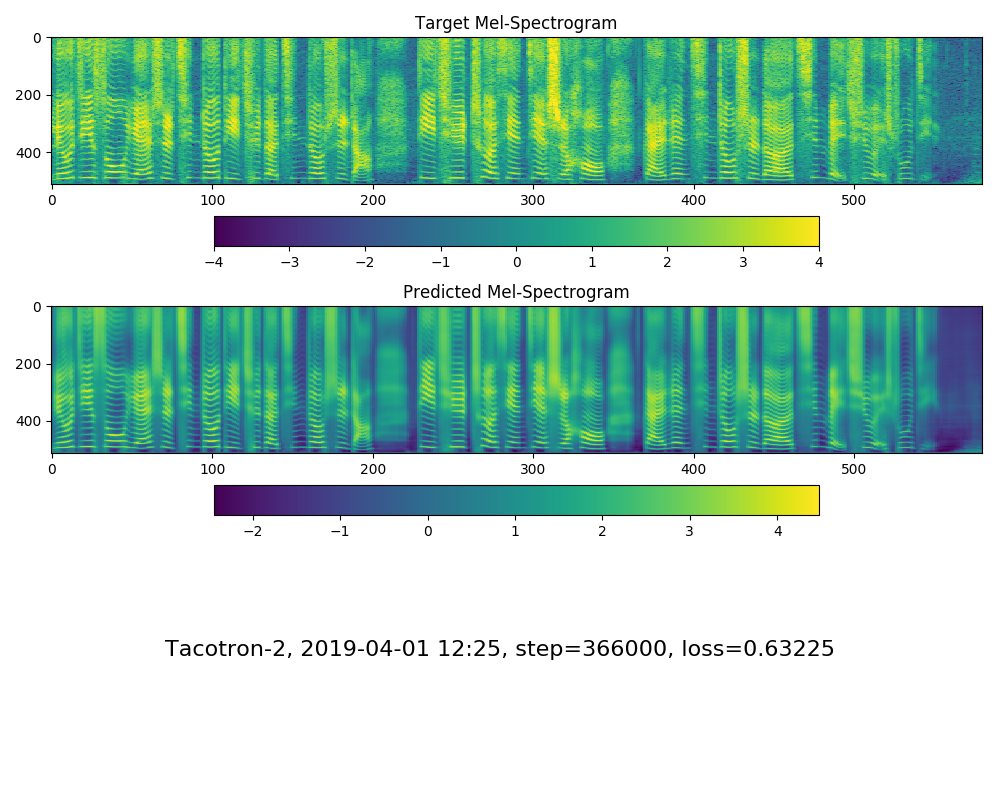 Target Mel-Spectrogram
0
200
400
0 100 200 300 400 500
−4 −3 −2 −1 0 1 2 3 4
Predicted Mel-Spectrogram
0
200
400
0 100 200 300 400 500
−2 −1 0 1 2 3 4
Tacotron-2, 2019-04-01 12:25, step=366000, loss=0.63225